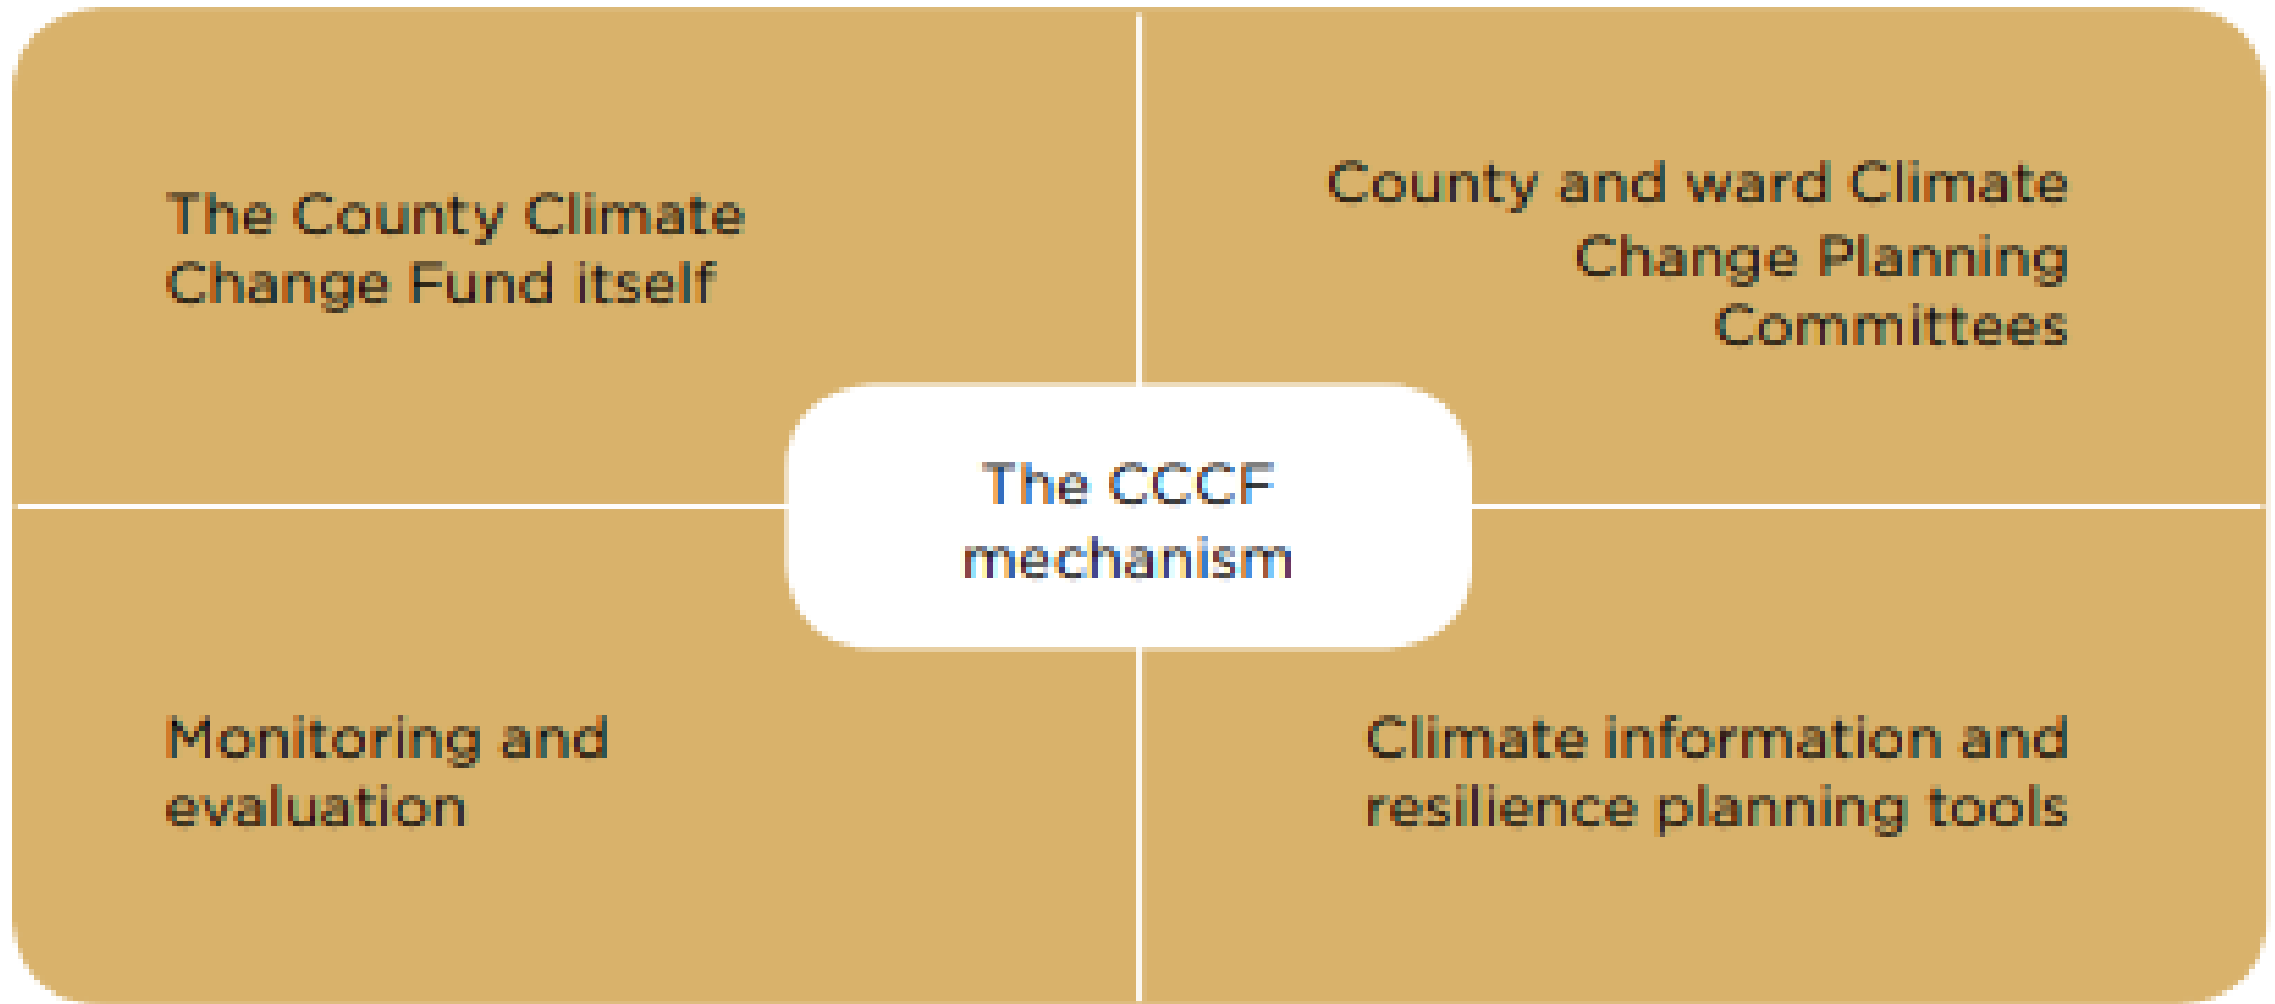 The County Climate
Change Fund itself
County and ward Climate
Change Planning
Committees
The CCCF
mechanism
Monitoring and
evaluation
Climate information and
resilience planning tools